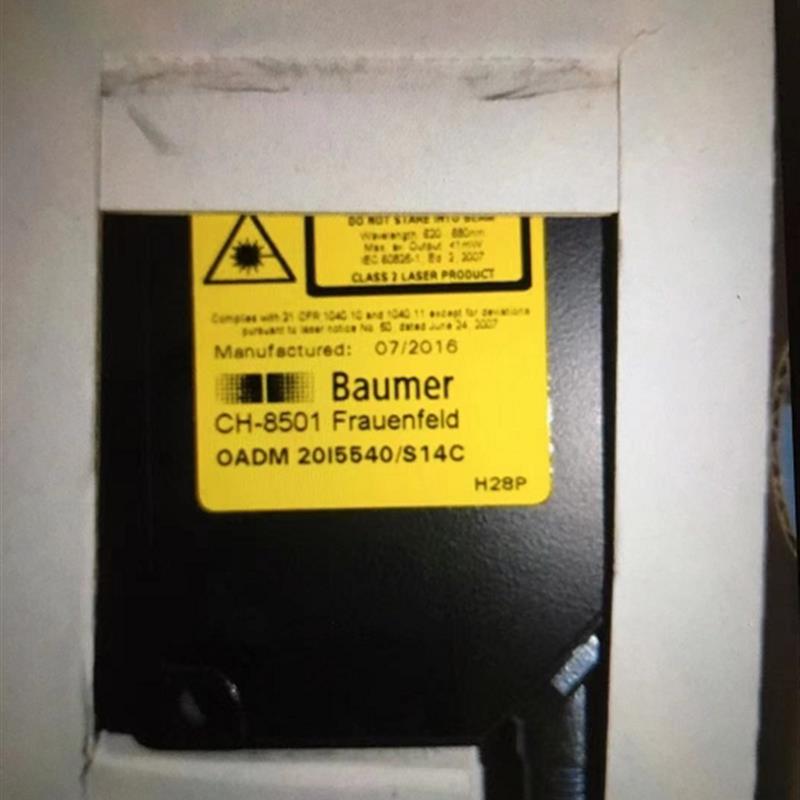 DO NOT STARE INTO BEAM
Wavelength: 620...680nm
Max. av. Output: <1mW
IEC 60825-1, Ed. 2, 2007
CLASS 2 LASER PRODUCT
Complies with 21 CFR 1040.10 and 1040.11 except for deviations
pursuant to laser notice No. 50, dated June 24, 2007
Manufactured: 07/2016
Baumer
CH-8501 Frauenfeld
OADM 20I5540/S14C
H28P